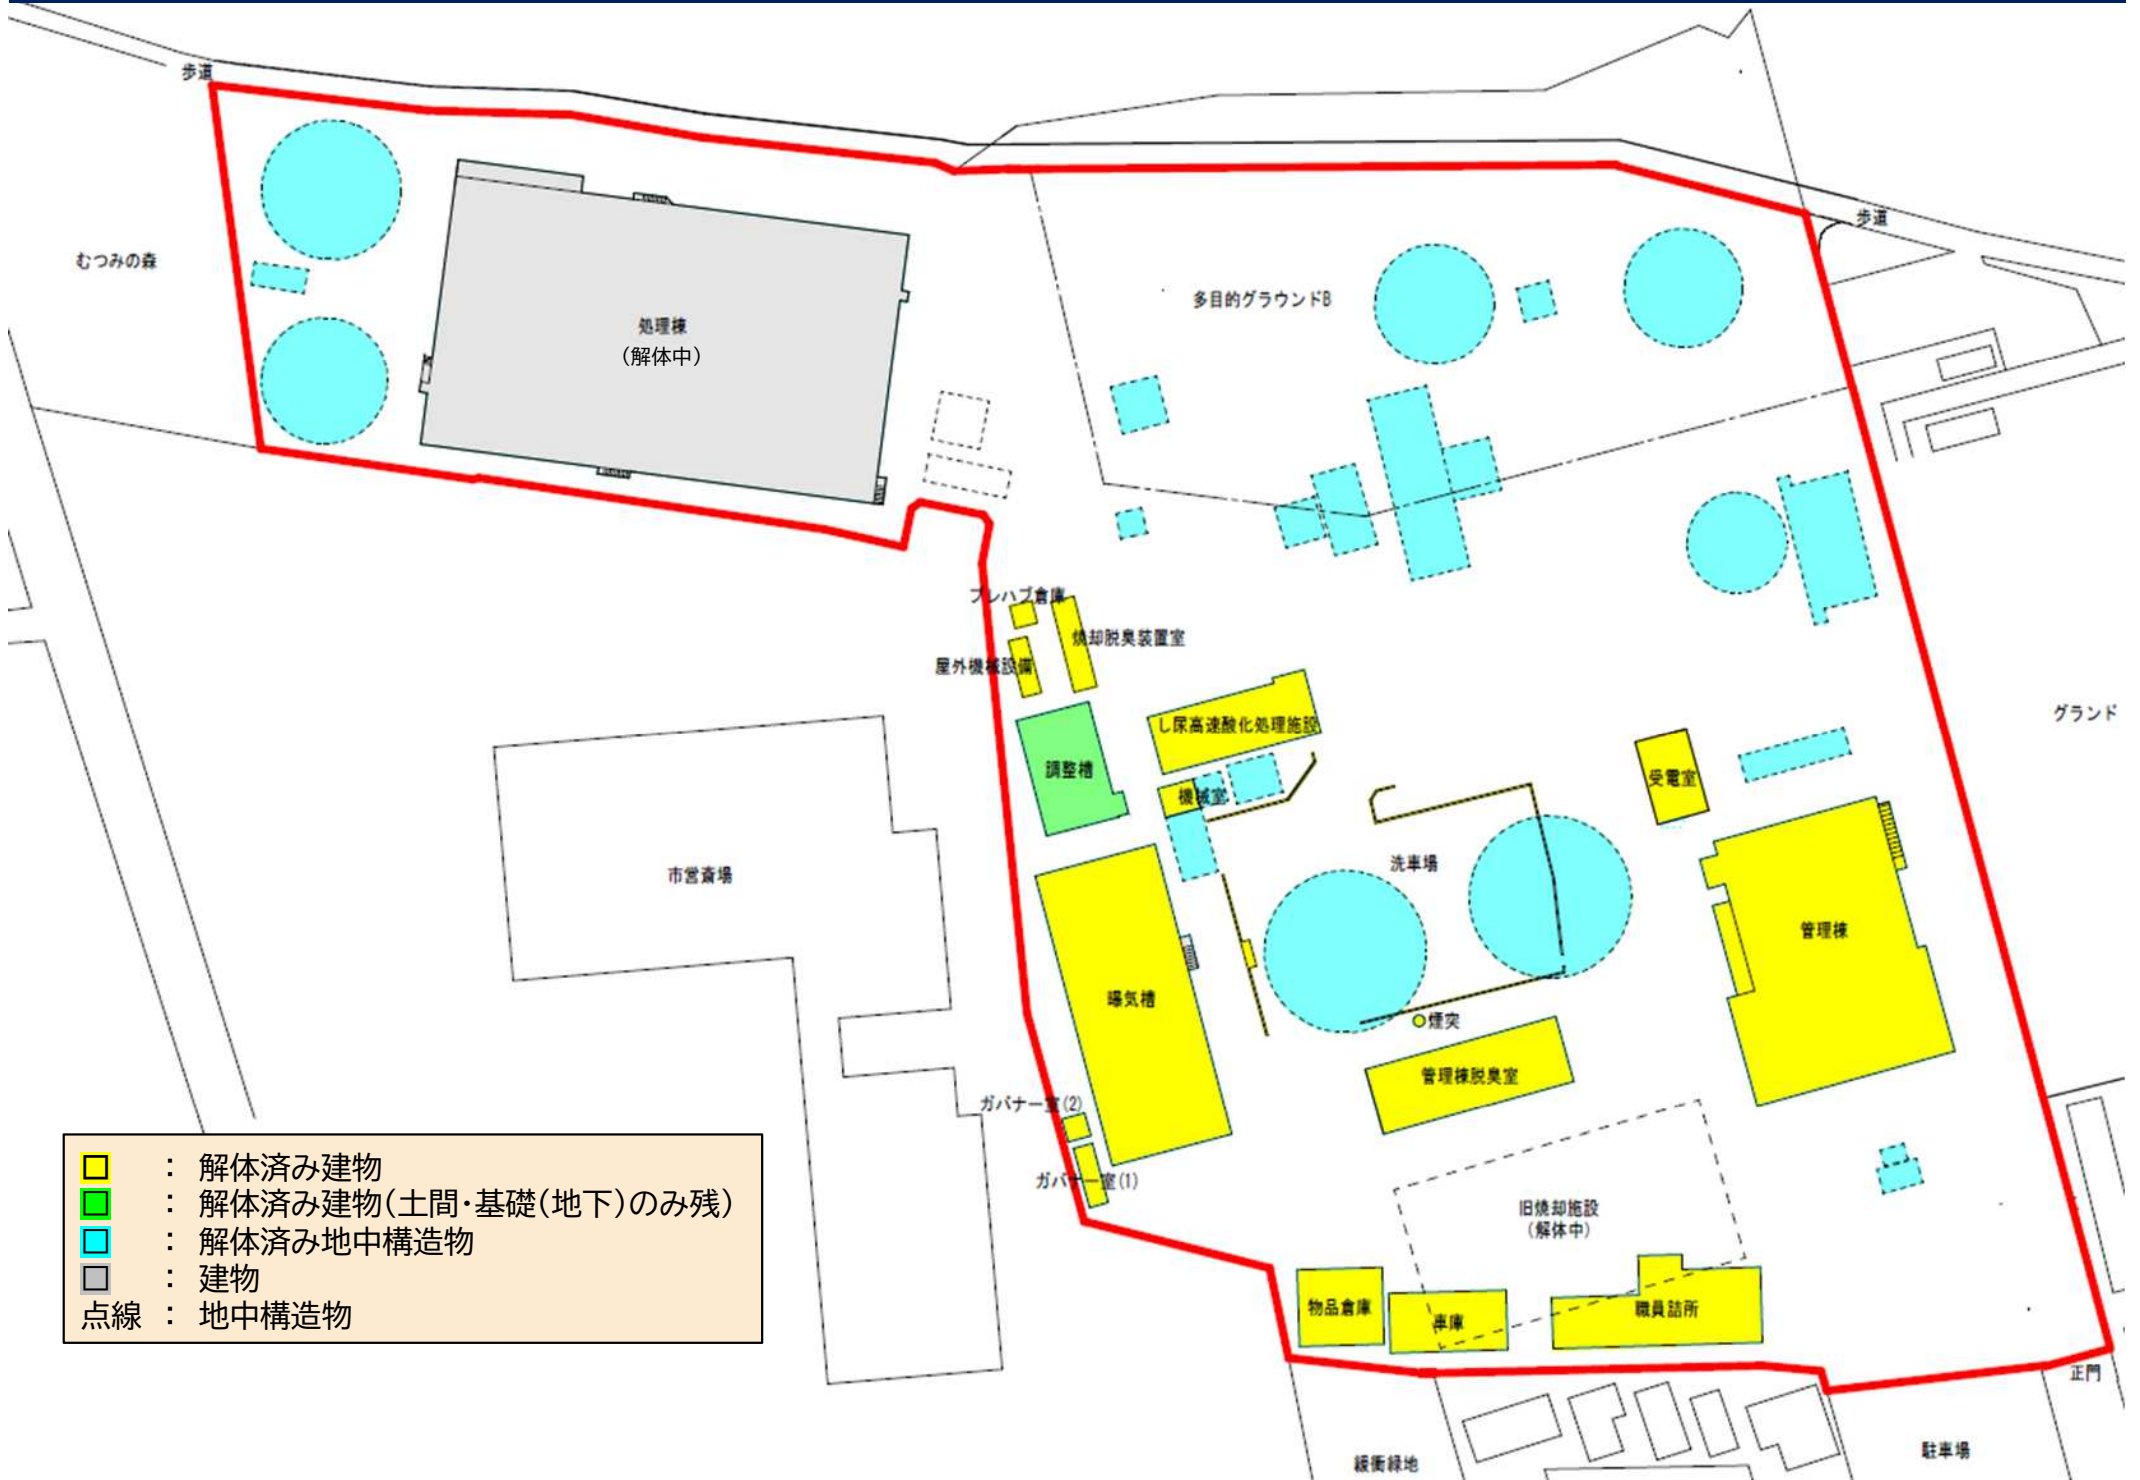 歩道
歩道
むつみの森
多目的グラウンドB
処理棟
(解体中)
プレハブ倉庫
焼却脱臭装置室
屋外機械設備
グランド
し尿高速酸化処理施設
調整槽
受電室
機械室
洗車場
市営斎場
管理棟
曝気槽
煙突
管理棟脱臭室
ガバナー室(2)
ガバナー室(1)
旧焼却施設
(解体中)
物品倉庫
車庫
職員詰所
正門
駐車場
緩衝緑地
□ : 解体済み建物
□ : 解体済み建物(土間・基礎(地下)のみ残)
□ : 解体済み地中構造物
□ : 建物
点線 : 地中構造物